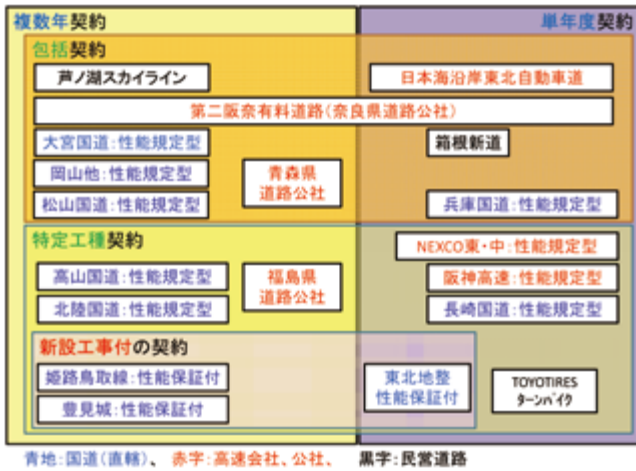 複数年契約
単年度契約
包括契約
芦ノ湖スカイライン
日本海沿岸東北自動車道
第二阪奈有料道路(奈良県道路公社)
大宮国道:性能規定型
箱根新道
岡山他:性能規定型
青森県
道路公社
松山国道:性能規定型
兵庫国道:性能規定型
特定工種契約
NEXCO東・中:性能規定型
高山国道:性能規定型
福島県
道路公社
阪神高速:性能規定型
北陸国道:性能規定型
長崎国道:性能規定型
新設工事付の契約
姫路鳥取線:性能保証付
東北地整
性能保証付
TOYOTIRES
ターンパイク
豊見城:性能保証付
青地:国道(直轄)、 赤字:高速会社、公社、 黒字:民営道路